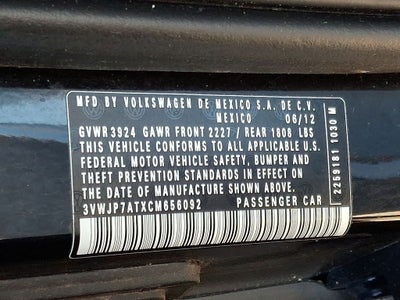 MFD BY VOLKSWAGEN DE MEXICO S.A. DE C.V.
MEXICO 06/12
GVWR 3924 GAWR FRONT 2227 / REAR 1808 LBS
THIS VEHICLE CONFORMS TO ALL APPLICABLE U.S.
FEDERAL MOTOR VEHICLE SAFETY, BUMPER AND
THEFT PREVENTION STANDARDS IN EFFECT ON
THE DATE OF MANUFACTURE SHOWN ABOVE.
3VWJP7ATXCM656092 PASSENGER CAR
2259181 1030 M